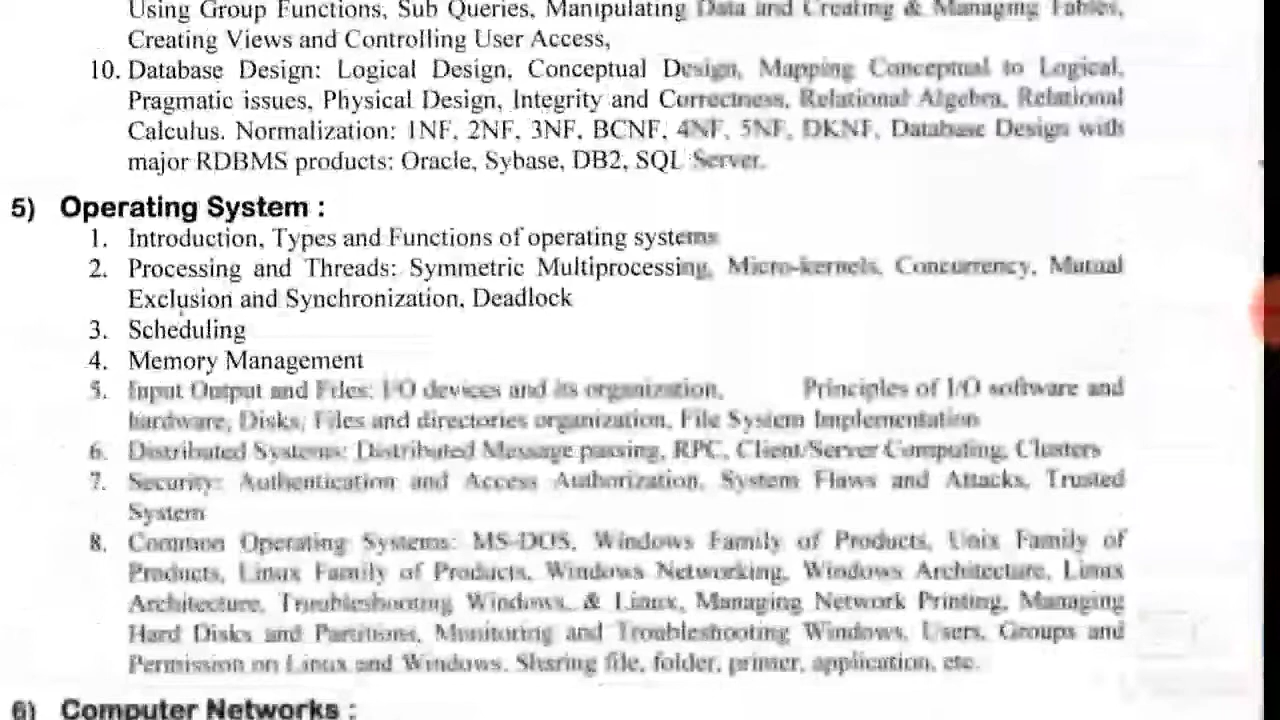 Using Group Functions, Sub Queries, Manipulating Data and Creating & Managing Tables,
Creating Views and Controlling User Access,
10. Database Design: Logical Design, Conceptual Design, Mapping Conceptual to Logical,
Pragmatic issues, Physical Design, Integrity and Correctness, Relational Algebra, Relational
Calculus. Normalization: 1NF, 2NF, 3NF, BCNF, 4NF, 5NF, DKNF, Database Design with
major RDBMS products: Oracle, Sybase, DB2, SQL Server.
5) Operating System :
1. Introduction, Types and Functions of operating systems
2. Processing and Threads: Symmetric Multiprocessing, Micro-kernels, Concurrency, Mutual
Exclusion and Synchronization, Deadlock
3. Scheduling
4. Memory Management
5. Input Output and Files: I/O devices and its organization, Principles of I/O software and
hardware, Disks, Files and directories organization, File System Implementation
6. Distributed Systems: Distributed Message passing, RPC, Client/Server Computing, Clusters
7. Security: Authentication and Access Authorization, System Flaws and Attacks, Trusted
System
8. Common Operating Systems: MS-DOS, Windows Family of Products, Unix Family of
Products, Linux Family of Products, Windows Networking, Windows Architecture, Linux
Architecture, Troubleshooting Windows, & Linux, Managing Network Printing, Managing
Hard Disks and Partitions, Monitoring and Troubleshooting Windows, Users, Groups and
Permission on Linux and Windows. Sharing file, folder, printer, application, etc.
6) Computer Networks :